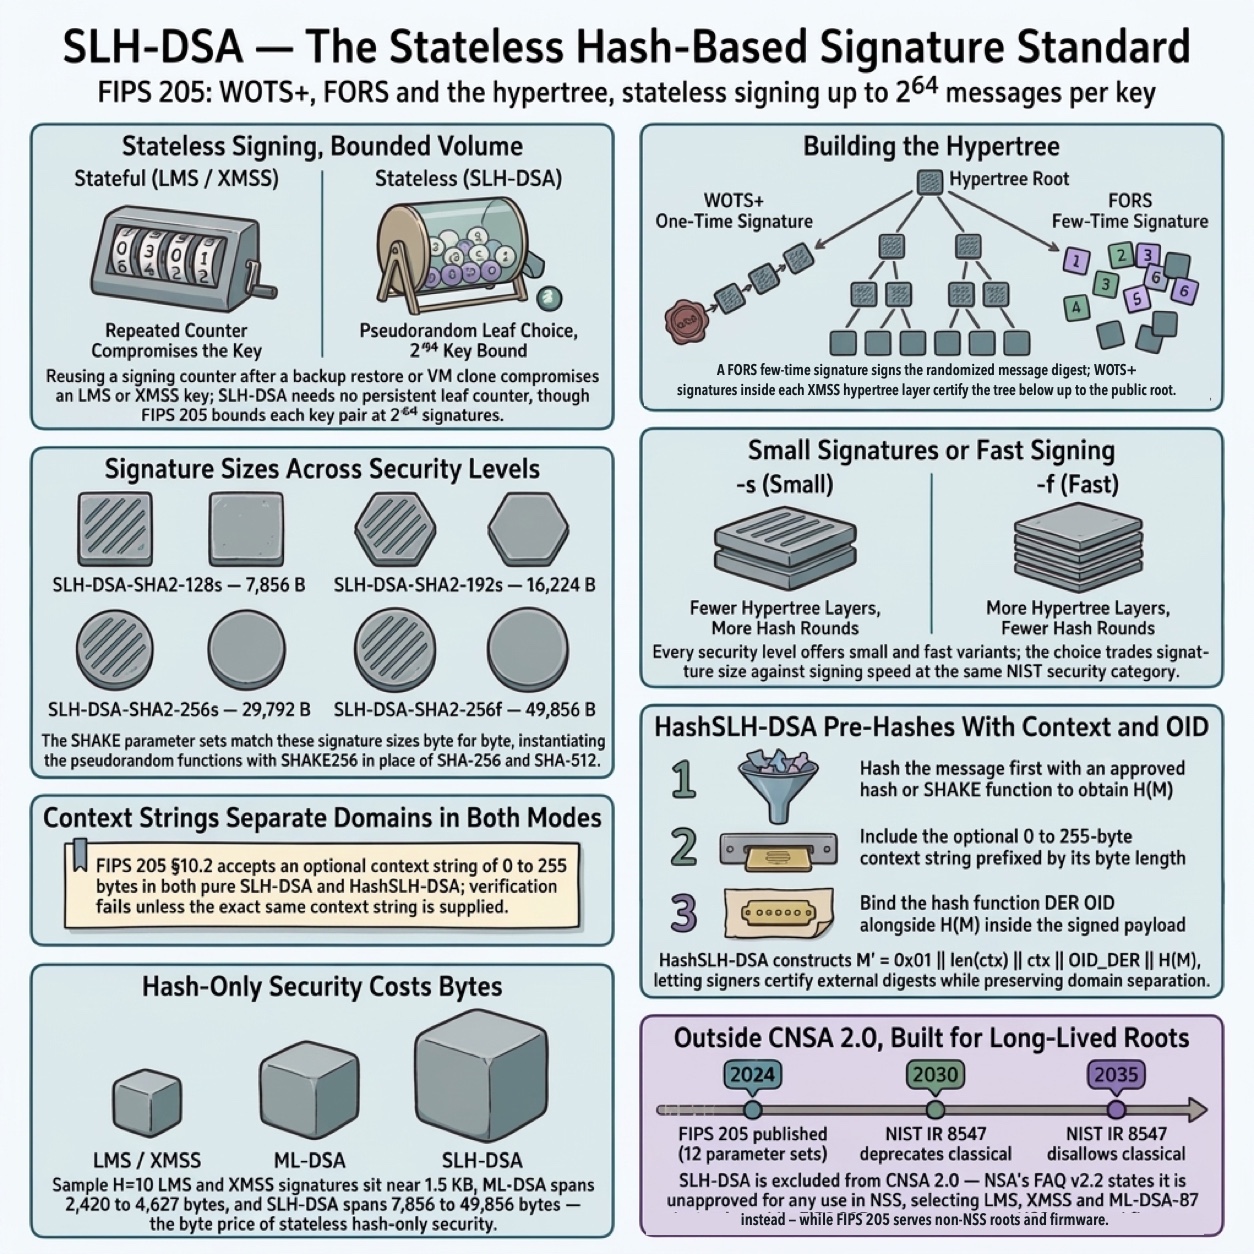 SLH-DSA — The Stateless Hash-Based Signature Standard
FIPS 205: WOTS+, FORS and the hypertree, stateless signing up to 2⁶⁴ messages per key
Stateless Signing, Bounded Volume
Stateful (LMS / XMSS)
Stateless (SLH-DSA)
Repeated Counter
Compromises the Key
Pseudorandom Leaf Choice,
Key Bound
Reusing a signing counter after a backup restore or VM clone compromises
an LMS or XMSS key; SLH-DSA needs no persistent leaf counter, though
FIPS 205 bounds each key pair at 2⁶⁴ signatures.
Building the Hypertree
Hypertree Root
WOTS+
One-Time Signature
FORS
Few-Time Signature
1
2
3
3
6
5
6
4
A FORS few-time signature signs the randomized message digest; WOTS+
signatures inside each XMSS hypertree layer certify the tree below up to the public root.
Signature Sizes Across Security Levels
SLH-DSA-SHA2-128s — 7,856 B
SLH-DSA-SHA2-192s — 16,224 B
SLH-DSA-SHA2-256s — 29,792 B
SLH-DSA-SHA2-256f — 49,856 B
The SHAKE parameter sets match these signature sizes byte for byte, instantiating
the pseudorandom functions with SHAKE256 in place of SHA-256 and SHA-512.
Small Signatures or Fast Signing
-s (Small)
-f (Fast)
Fewer Hypertree Layers,
More Hash Rounds
More Hypertree Layers,
Fewer Hash Rounds
Every security level offers small and fast variants; the choice trades signat-
ture size against signing speed at the same NIST security category.
Context Strings Separate Domains in Both Modes
FIPS 205 §10.2 accepts an optional context string of 0 to 255
bytes in both pure SLH-DSA and HashSLH-DSA; verification
fails unless the exact same context string is supplied.
HashSLH-DSA Pre-Hashes With Context and OID
1
Hash the message first with an approved
hash or SHAKE function to obtain H(M)
2
Include the optional 0 to 255-byte
context string prefixed by its byte length
3
Bind the hash function DER OID
alongside H(M) inside the signed payload
HashSLH-DSA constructs M′ = 0x01 || len(ctx) || ctx || OID_DER || H(M),
letting signers certify external digests while preserving domain separation.
Hash-Only Security Costs Bytes
LMS / XMSS
ML-DSA
SLH-DSA
Sample H=10 LMS and XMSS signatures sit near 1.5 KB, ML-DSA spans
2,420 to 4,627 bytes, and SLH-DSA spans 7,856 to 49,856 bytes —
the byte price of stateless hash-only security.
Outside CNSA 2.0, Built for Long-Lived Roots
2024
2030
2035
FIPS 205 published
(12 parameter sets)
NIST IR 8547
deprecates classical
NIST IR 8547
disallows classical
SLH-DSA is excluded from CNSA 2.0 — NSA's FAQ v2.2 states it is
unapproved for any use in NSS, selecting LMS, XMSS and ML-DSA-87
instead – while FIPS 205 serves non-NSS roots and firmware.